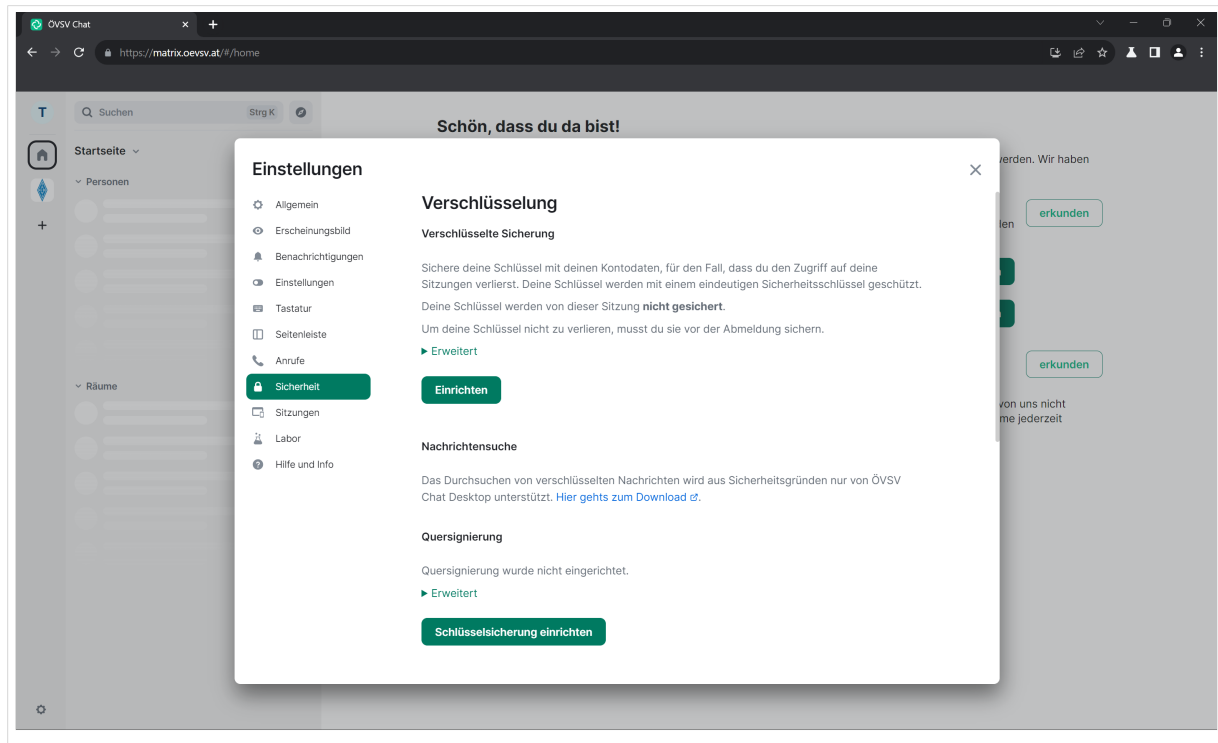 ÖVSV Chat
https://matrix.oevsv.at/#/home
T
Suchen
Strg K
Schön, dass du da bist!
Startseite
Personen
Räume
werden. Wir haben
erkunden
erkunden
von uns nicht
me jederzeit
Einstellungen
Allgemein
Erscheinungsbild
Benachrichtigungen
Einstellungen
Tastatur
Seitenleiste
Anrufe
Sicherheit
Sitzungen
Labor
Hilfe und Info
Verschlüsselung
Verschlüsselte Sicherung
Sichere deine Schlüssel mit deinen Kontodaten, für den Fall, dass du den Zugriff auf deine
Sitzungen verlierst. Deine Schlüssel werden mit einem eindeutigen Sicherheitsschlüssel geschützt.
Deine Schlüssel werden von dieser Sitzung nicht gesichert.
Um deine Schlüssel nicht zu verlieren, musst du sie vor der Abmeldung sichern.
Erweitert
Einrichten
Nachrichtensuche
Das Durchsuchen von verschlüsselten Nachrichten wird aus Sicherheitsgründen nur von ÖVSV
Chat Desktop unterstützt. Hier gehts zum Download.
Quersignierung
Quersignierung wurde nicht eingerichtet.
Erweitert
Schlüsselsicherung einrichten